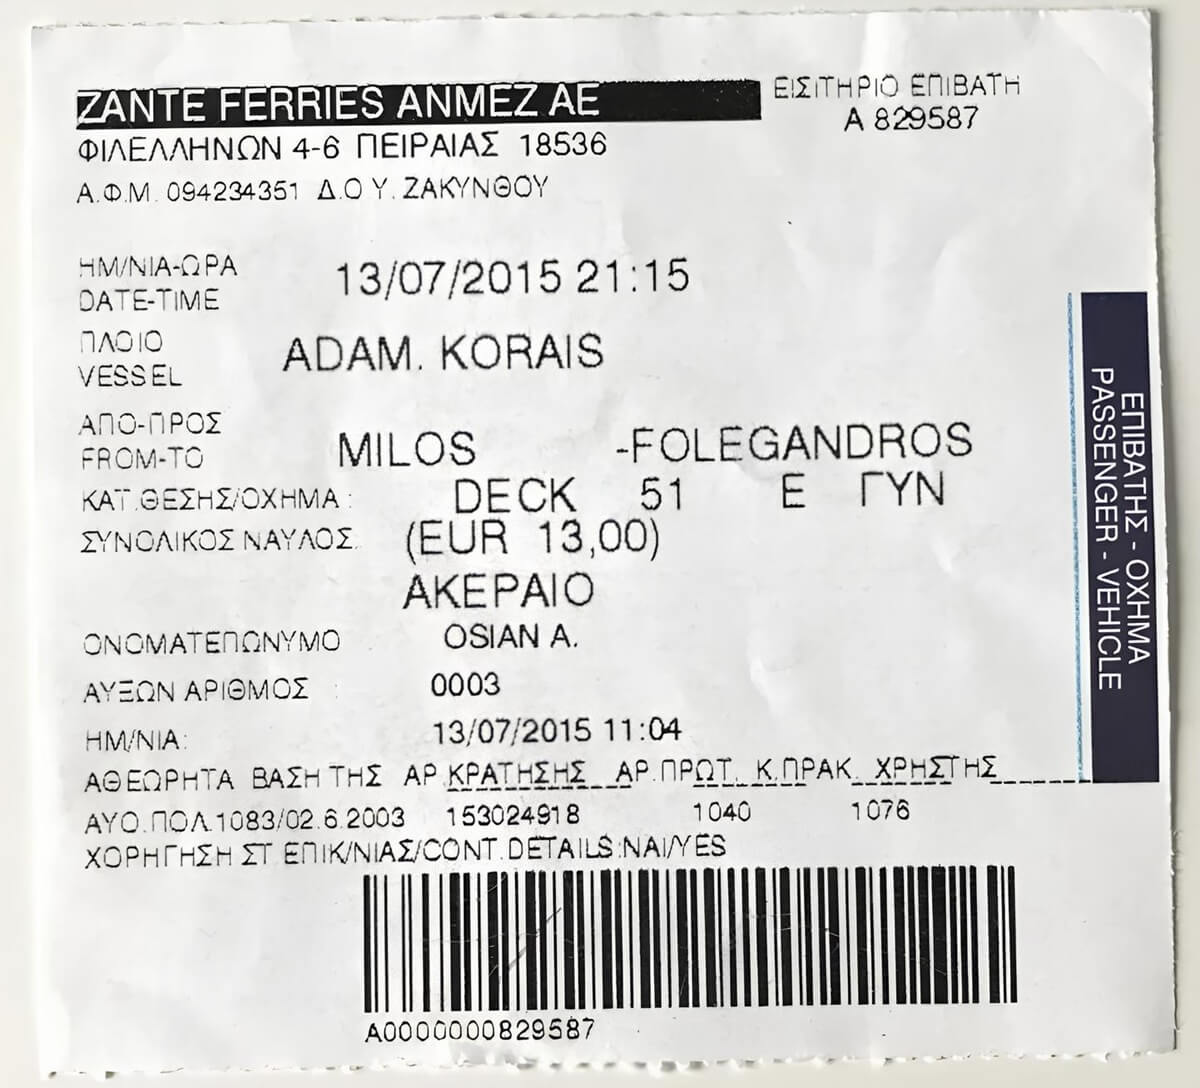 ZANTE FERRIES ANMEZ AE
ΕΙΣΙΤΗΡΙΟ ΕΠΙΒΑΤΗ
A 829587
ΦΙΛΕΛΛΗΝΩΝ 4-6 ΠΕΙΡΑΙΑΣ 18536
Α.Φ.Μ. 094234351 Δ.Ο Υ. ΖΑΚΥΝΘΟΥ
ΗΜ/ΝΙΑ-ΩΡΑ
DATE-TIME
13/07/2015 21:15
ΠΛΟΙΟ
VESSEL
ADAM. KORAIS
ΑΠΟ-ΠΡΟΣ
FROM-TO
MILOS -FOLEGANDROS
ΚΑΤ.ΘΕΣΗΣ/ΟΧΗΜΑ : DECK 51 E ΓΥΝ
ΣΥΝΟΛΙΚΟΣ ΝΑΥΛΟΣ. (EUR 13,00)
ΑΚΕΡΑΙΟ
ΟΝΟΜΑΤΕΠΩΝΥΜΟ OSIAN A.
ΑΥΞΩΝ ΑΡΙΘΜΟΣ : 0003
ΗΜ/ΝΙΑ: 13/07/2015 11:04
ΑΘΕΩΡΗΤΑ ΒΑΣΗ ΤΗΣ ΑΡ.ΚΡΑΤΗΣΗΣ ΑΡ.ΠΡΩΤ. Κ.ΠΡΑΚ. ΧΡΗΣΤΗΣ
ΑΥΟ.ΠΟΛ.1083/02.6.2003 153024918 1040 1076
ΧΟΡΗΓΗΣΗ ΣΤ ΕΠΙΚ/ΝΙΑΣ/CONT.DETAILS:ΝΑΙ/YES
A0000000829587
ΕΠΙΒΑΤΗΣ - ΟΧΗΜΑ
PASSENGER - VEHICLE